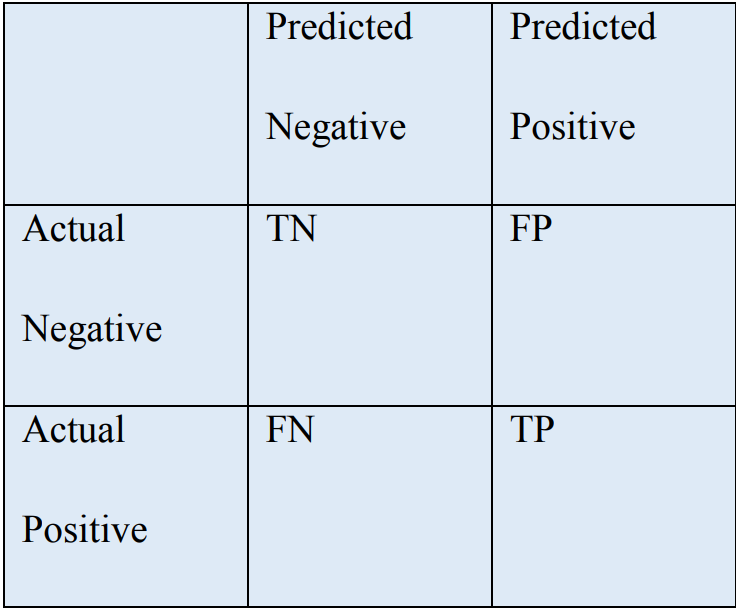 Predicted Negative
Predicted Positive
Actual Negative
TN
FP
Actual Positive
FN
TP